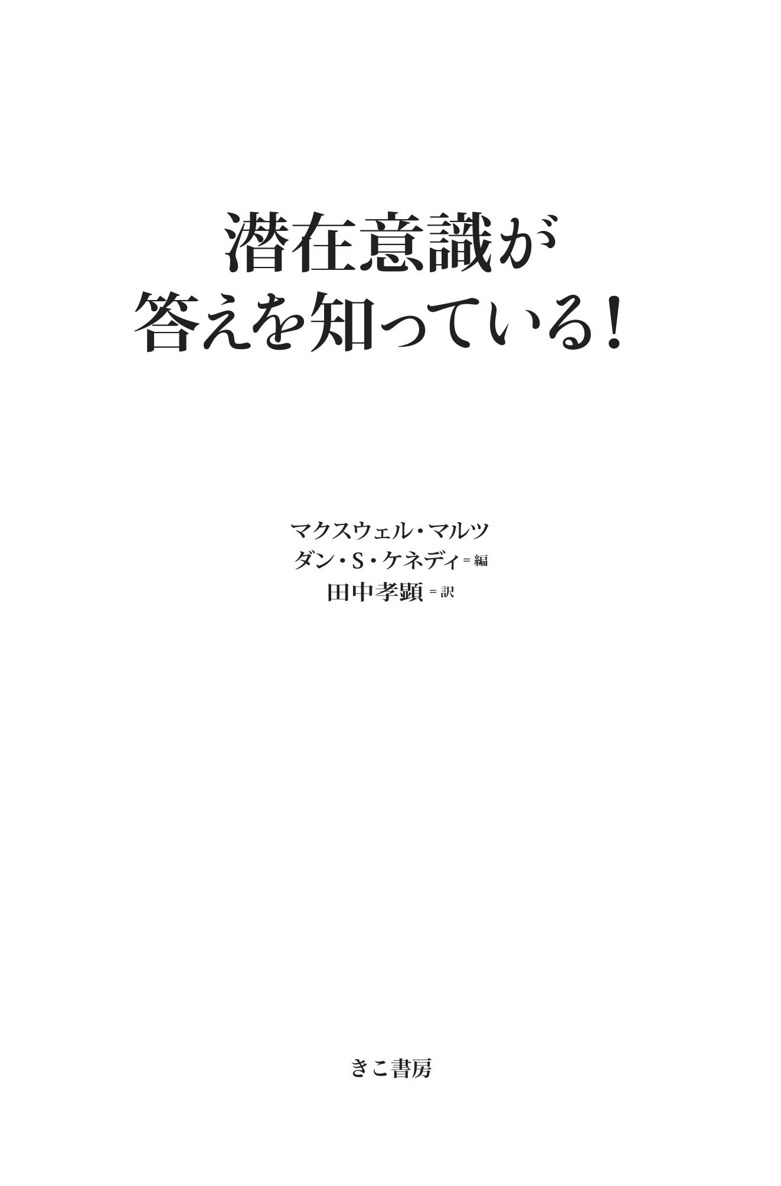 潜在意識が
答えを知っている！
マクスウェル・マルツ
ダン・S・ケネディ＝編
田中孝顕＝訳
きこ書房